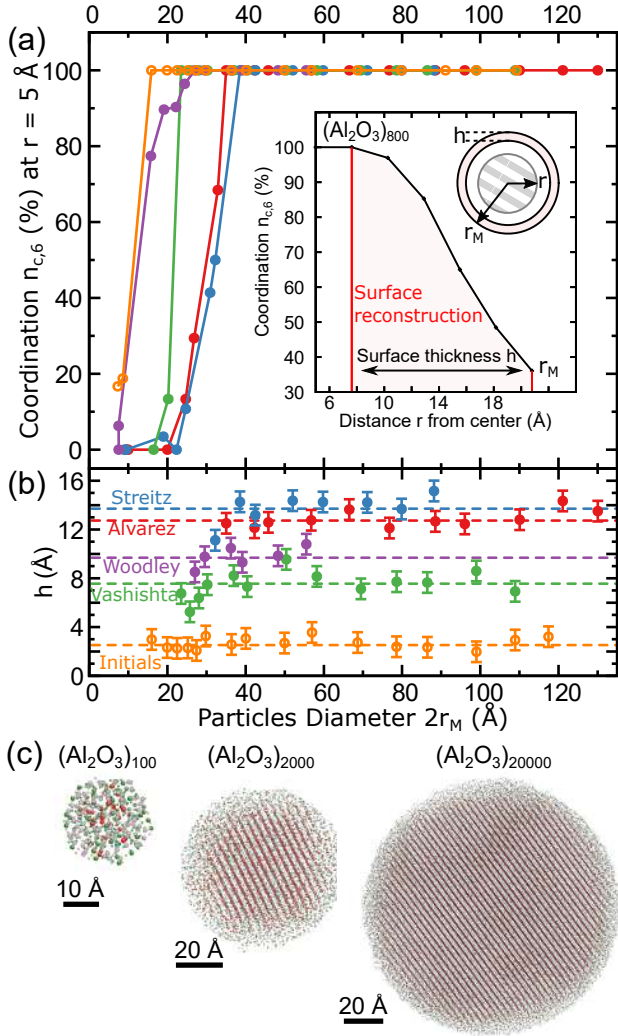 (a)
0 20 40 60 80 100 120
Coordination n_c,6 (%) at r = 5 Å
100
80
60
40
20
0
(Al₂O₃)₈₀₀
h
r
r_M
Coordination n_c,6 (%)
100
90
80
70
60
50
40
30
Surface
reconstruction
Surface thickness h
r_M
6 10 14 18
Distance r from center (Å)
(b)
h (Å)
16
12
8
4
0
Streitz
Alvarez
Woodley
Vashishta
Initials
0 20 40 60 80 100 120
Particles Diameter 2r_M (Å)
(c)
(Al₂O₃)₁₀₀
(Al₂O₃)₂₀₀₀
(Al₂O₃)₂₀₀₀₀
10 Å
20 Å
20 Å